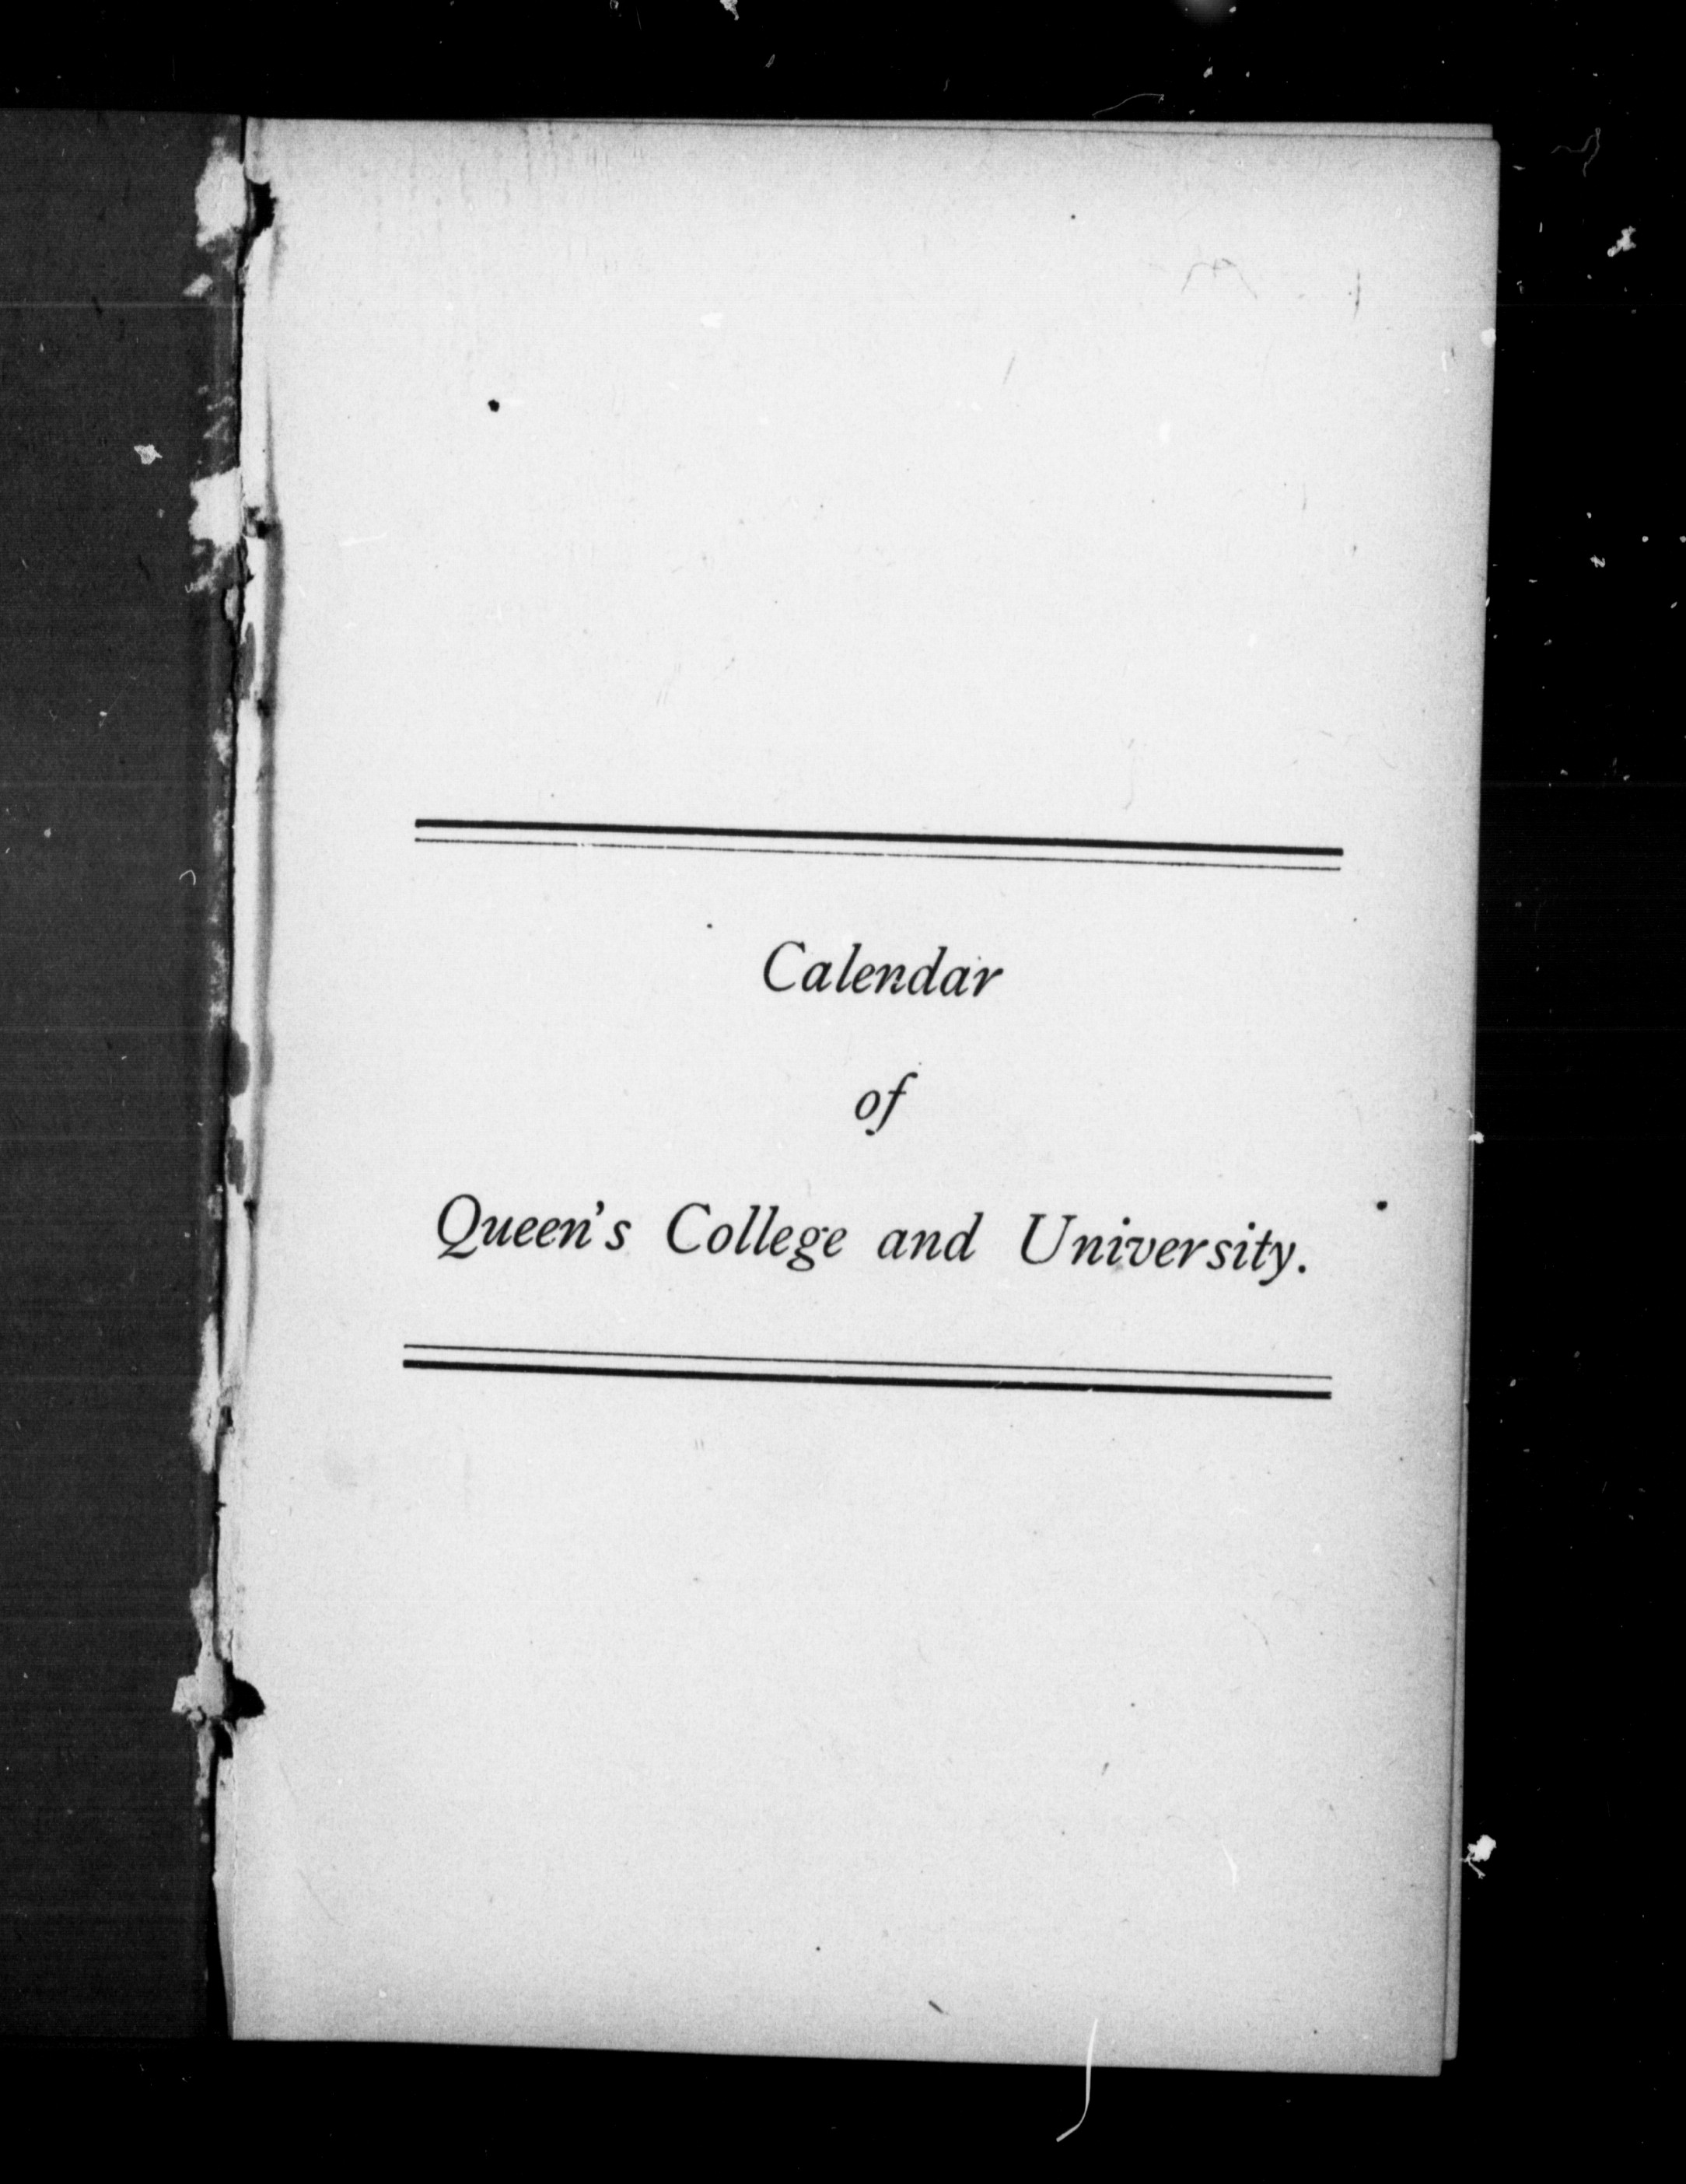 Calendar
of
Queen's College and University.